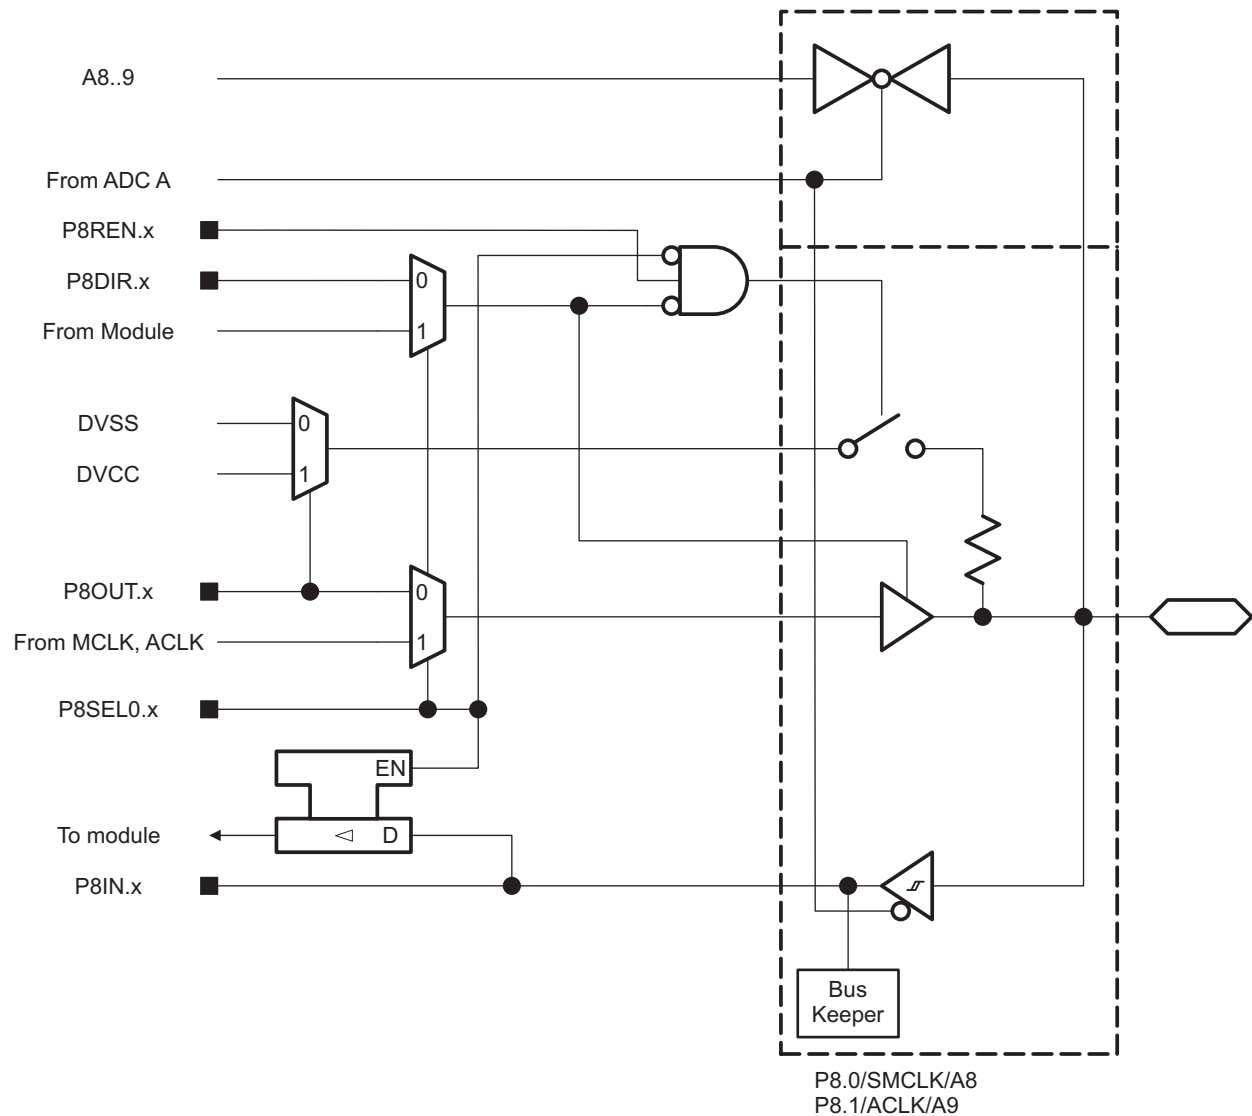 A8..9
From ADC A
P8REN.x
P8DIR.x
0
From Module
1
DVSS
0
DVCC
1
P8OUT.x
0
From MCLK, ACLK
1
P8SEL0.x
EN
To module
D
P8IN.x
Bus
Keeper
P8.0/SMCLK/A8
P8.1/ACLK/A9